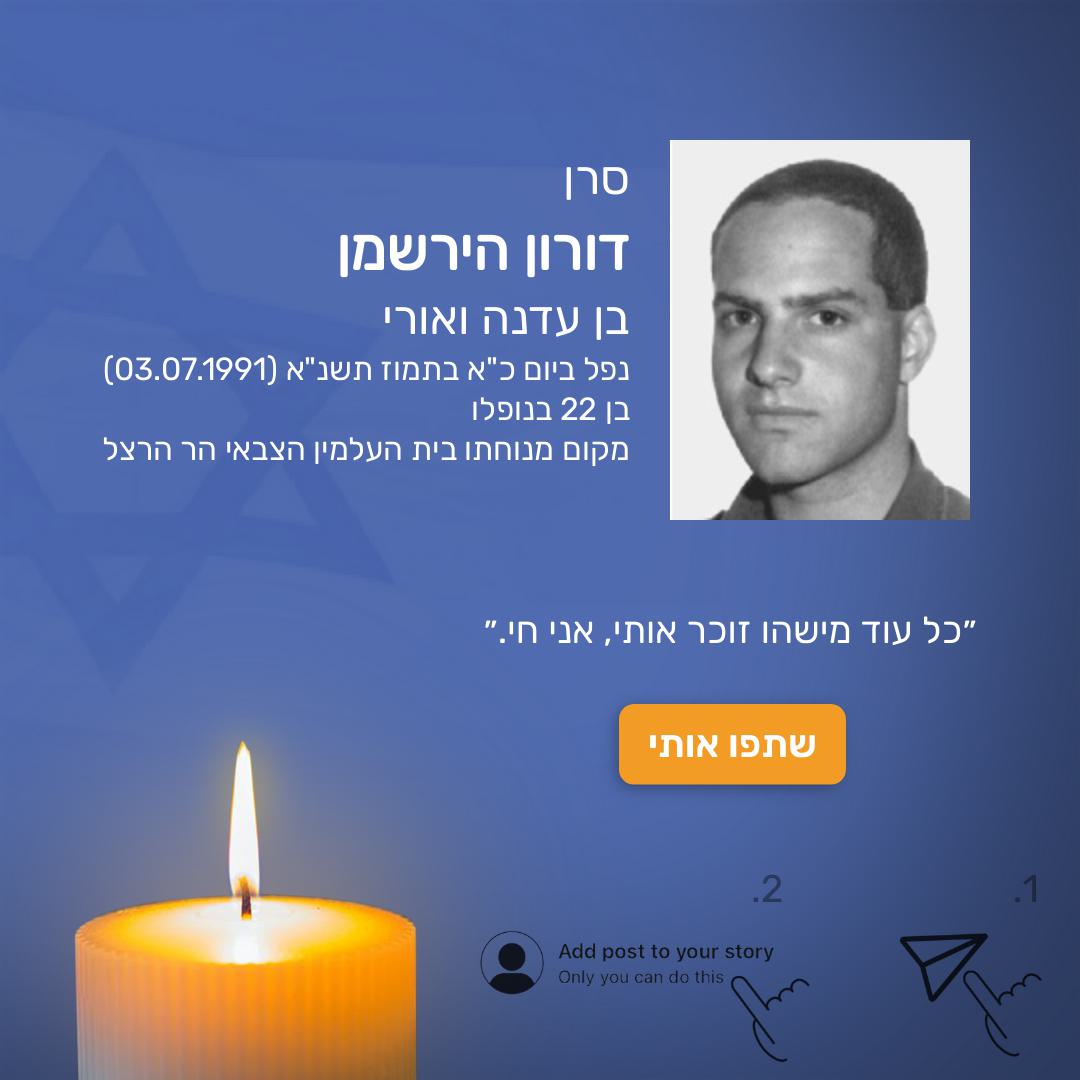 סרן
דורון הירשמן
בן עדנה ואורי
נפל ביום כ"א בתמוז תשנ"א (03.07.1991)
בן 22 בנופלו
מקום מנוחתו בית העלמין הצבאי הר הרצל
״כל עוד מישהו זוכר אותי, אני חי.״
שתפו אותי
1.
2.
Add post to your story
Only you can do this